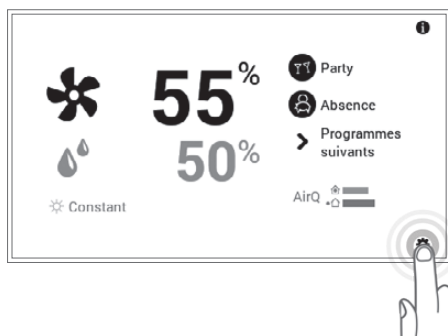 55%
50%
Constant
Party
Absence
Programmes
suivants
AirQ